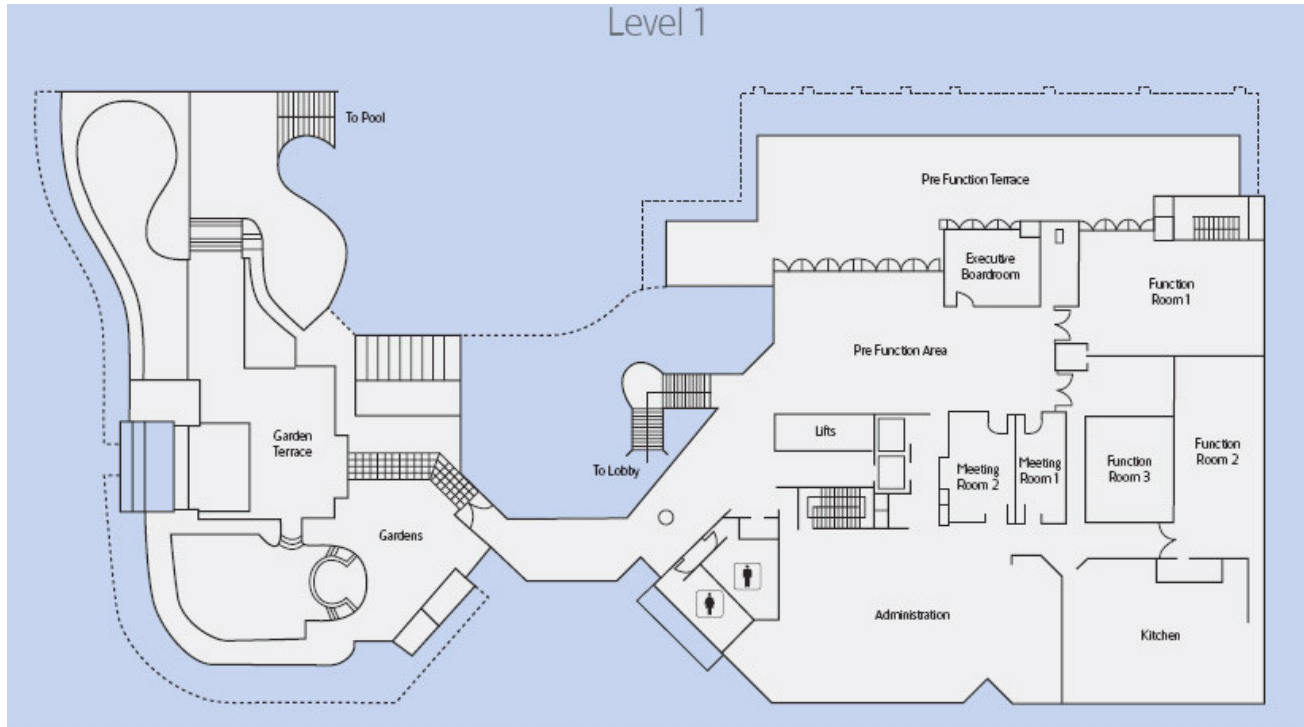 Level 1
To Pool
Pre Function Terrace
Executive
Boardroom
Function
Room 1
Pre Function Area
Lifts
To Lobby
Garden
Terrace
Meeting
Room 2
Meeting
Room 1
Function
Room 3
Function
Room 2
Gardens
Administration
Kitchen